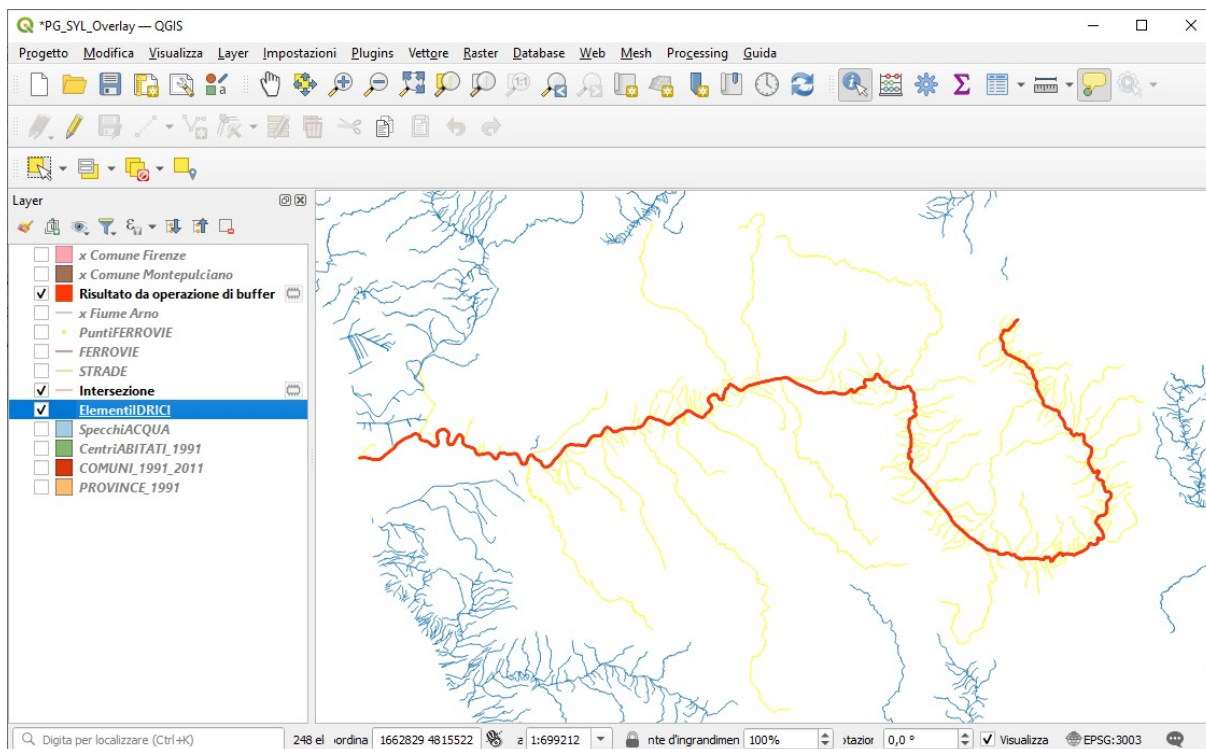 *PG_SYL_Overlay — QGIS
Progetto Modifica Visualizza Layer Impostazioni Plugins Vettore Raster Database Web Mesh Processing Guida
Layer
x Comune Firenze
x Comune Montepulciano
Risultato da operazione di buffer
x Fiume Arno
PuntiFERROVIE
FERROVIE
STRADE
Intersezione
ElementiIDRICI
SpecchiACQUA
CentriABITATI_1991
COMUNI_1991_2011
PROVINCE_1991
Digita per localizzare (Ctrl+K) 248 el ordina 1662829 4815522 a 1:699212 nte d'ingrandimen 100% otazior 0,0 ° Visualizza EPSG:3003